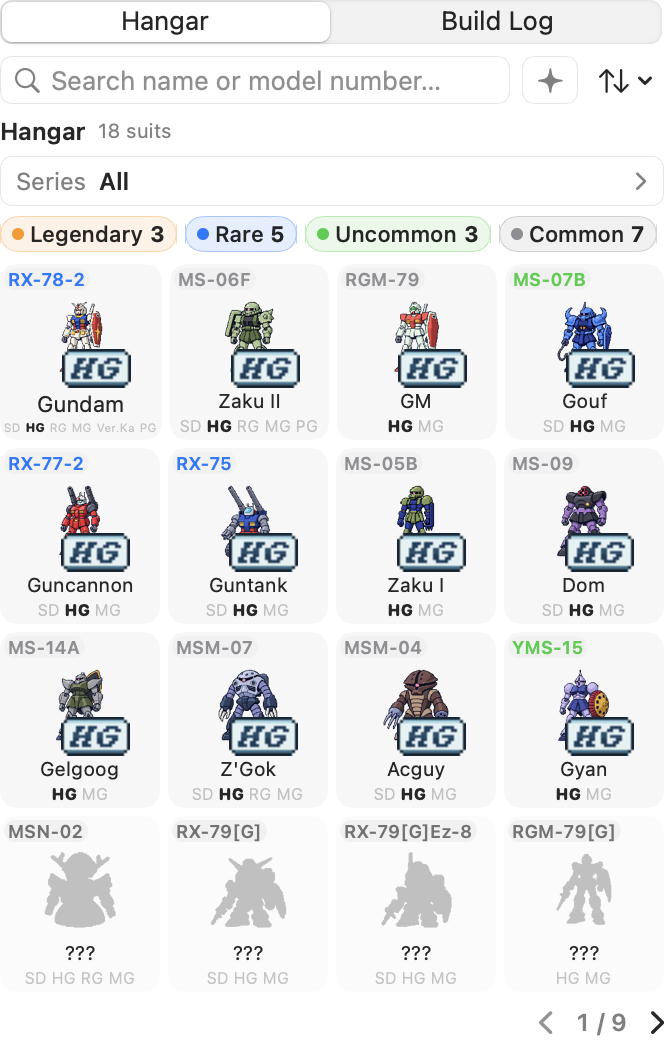 Hangar Build Log
Search name or model number...
Hangar 18 suits
Series All
Legendary 3 Rare 5 Uncommon 3 Common 7
RX-78-2 MS-06F RGM-79 MS-07B
HG HG HG HG
Gundam Zaku II GM Gouf
SD HG RG MG Ver.Ka PG SD HG RG MG PG HG MG SD HG MG
RX-77-2 RX-75 MS-05B MS-09
HG HG HG HG
Guncannon Guntank Zaku I Dom
SD HG MG SD HG MG HG MG SD HG MG
MS-14A MSM-07 MSM-04 YMS-15
HG HG HG HG
Gelgoog Z'Gok Acguy Gyan
HG MG SD HG RG MG SD HG MG HG MG
MSN-02 RX-79[G] RX-79[G]Ez-8 RGM-79[G]
??? ??? ??? ???
SD HG RG MG SD HG MG SD HG MG HG MG
1 / 9